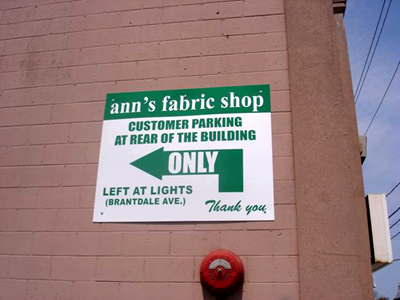 ann's fabric shop
CUSTOMER PARKING
AT REAR OF THE BUILDING
ONLY
LEFT AT LIGHTS
(BRANTDALE AVE.)
Thank you